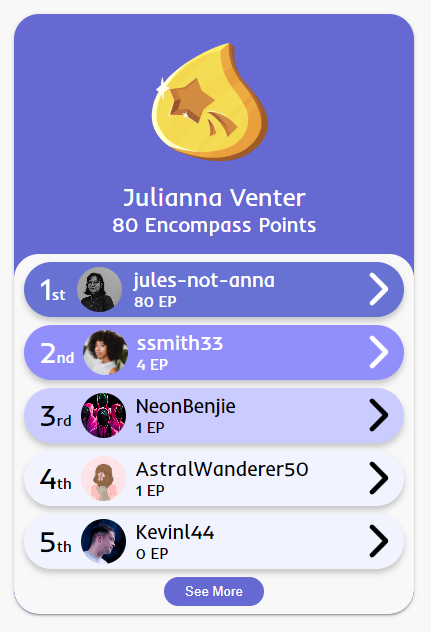 Julianna Venter
80 Encompass Points
1st
jules-not-anna
80 EP
2nd
ssmith33
4 EP
3rd
NeonBenjie
1 EP
4th
AstralWanderer50
1 EP
5th
Kevinl44
0 EP
See More